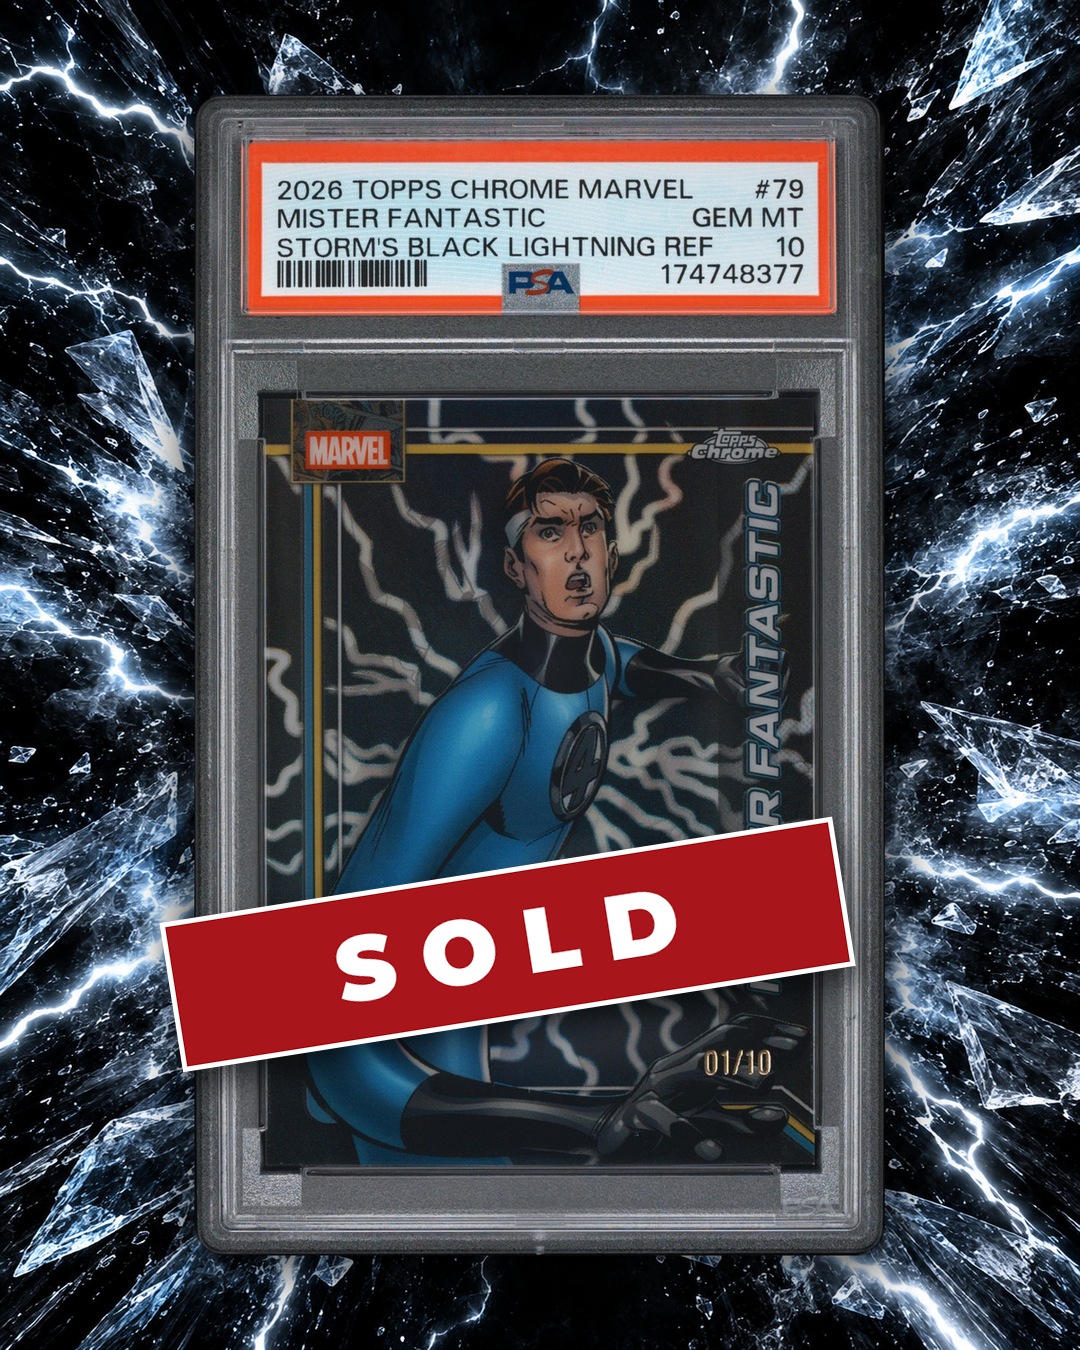 2026 TOPPS CHROME MARVEL #79
MISTER FANTASTIC GEM MT
STORM'S BLACK LIGHTNING REF 10
174748377
PSA
MARVEL
topps
Chrome
FANTASTIC
4
SOLD
01/10